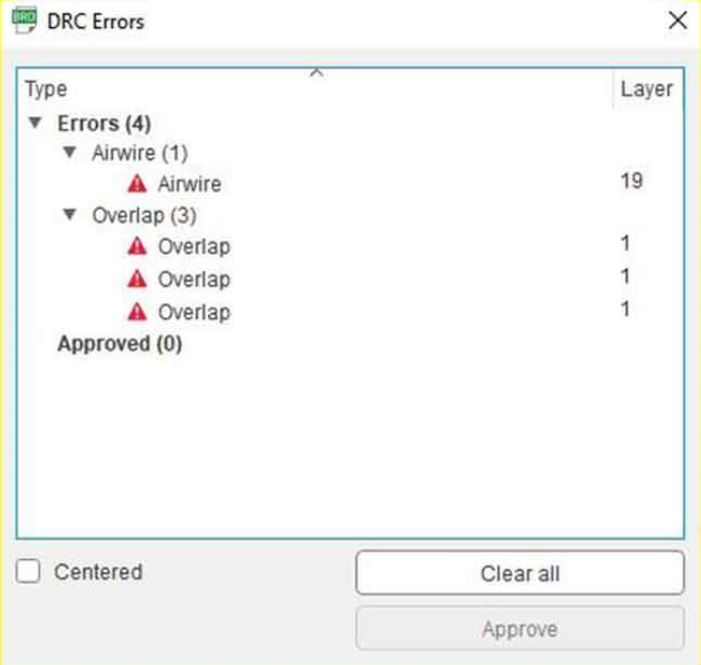 BRD DRC Errors
Type Layer
Errors (4)
Airwire (1)
Airwire 19
Overlap (3)
Overlap 1
Overlap 1
Overlap 1
Approved (0)
Centered Clear all
Approve